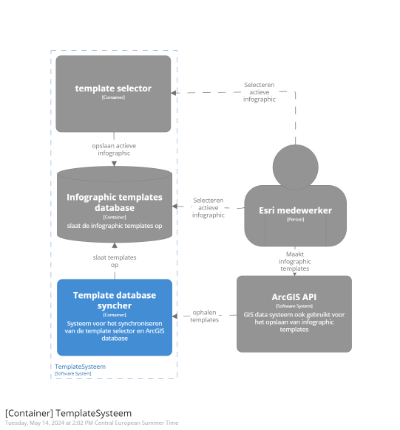 template selector
[Container]
Selecteren
actieve
infographic
opslaan actieve
infographic
Infographic templates
database
[Container]
slaat de infographic templates op
Selecteren
actieve
infographic
Esri medewerker
[Person]
slaat templates
op
Maakt
infographic
templates
Template database
syncher
[Container]
Systeem voor het synchroniseren
van de template selector en ArcGIS
database
ophalen
templates
ArcGIS API
[Software System]
GIS data systeem ook gebruikt voor
het opslaan van infographic
templates
TemplateSysteem
[Software System]
[Container] TemplateSysteem
Tuesday, May 14, 2024 at 2:02 PM Central European Summer Time